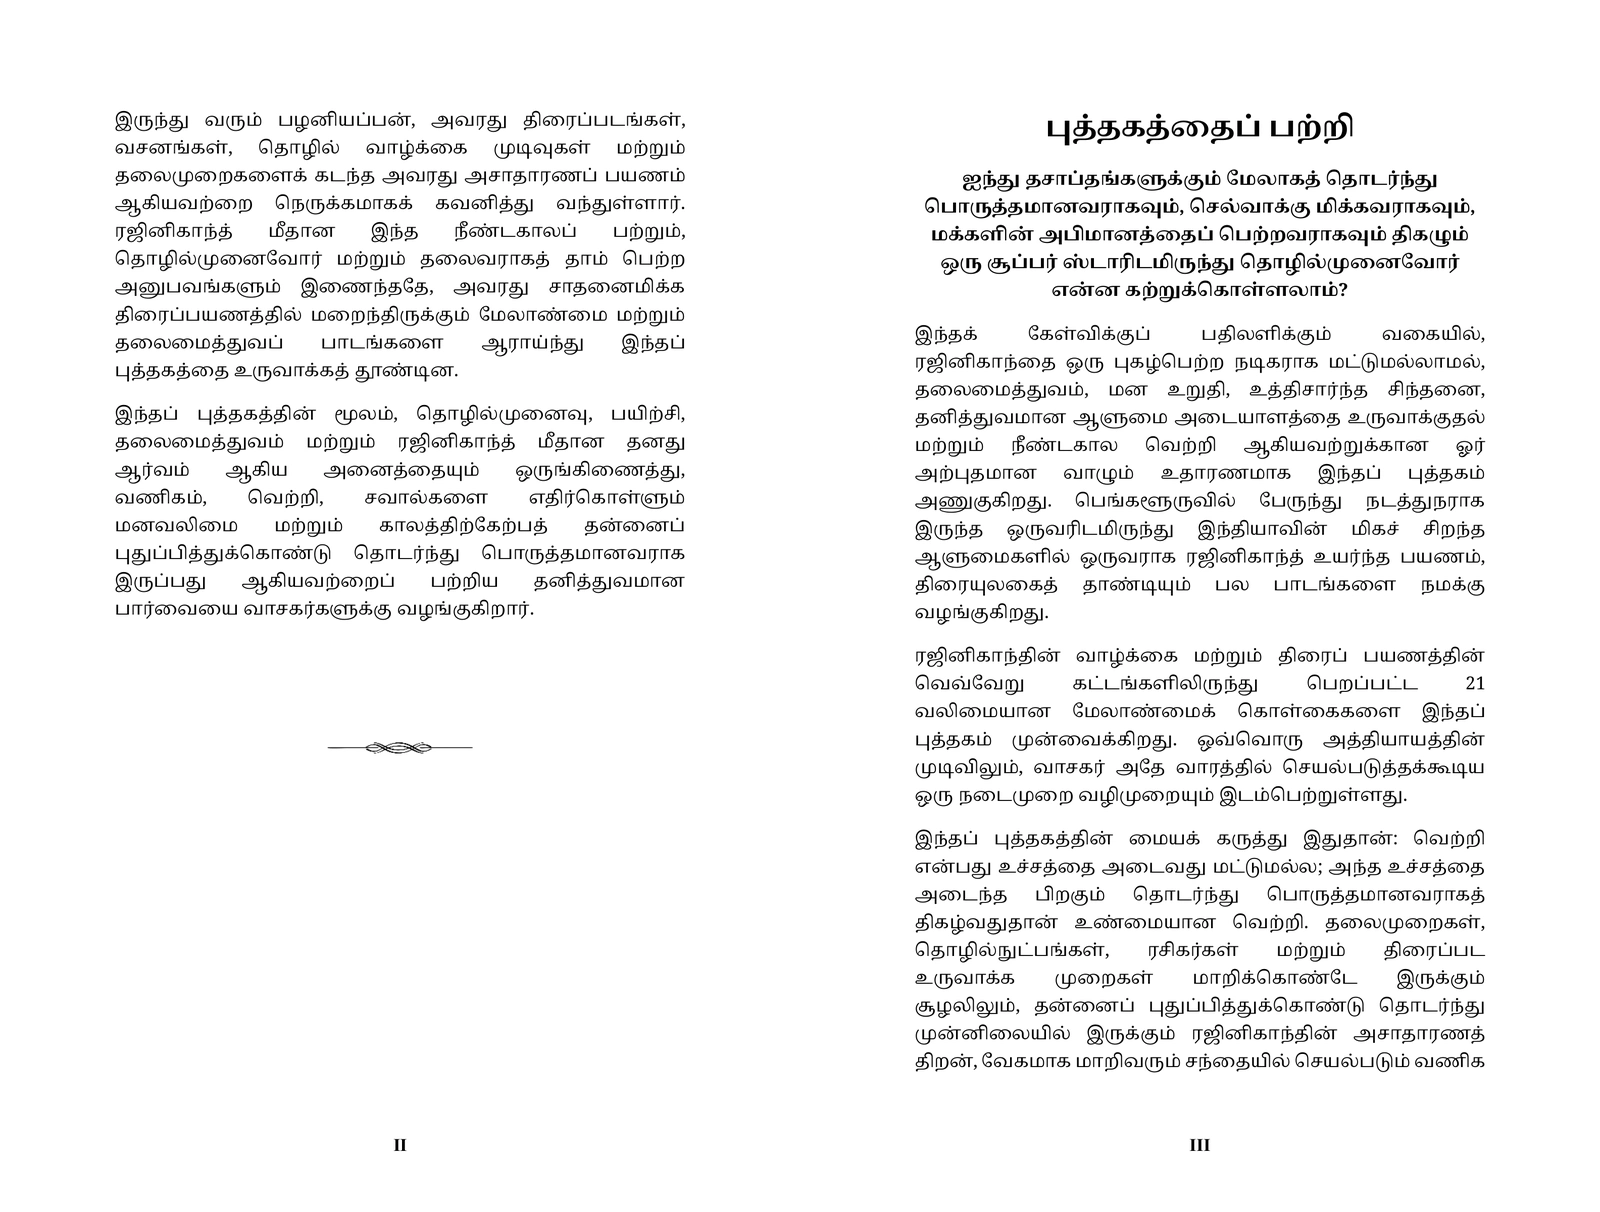 இருந்து வரும் பழனியப்பன், அவரது திரைப்படங்கள்,
வசனங்கள், தொழில் வாழ்க்கை முடிவுகள் மற்றும்
தலைமுறைகளைக் கடந்த அவரது அசாதாரணப் பயணம்
ஆகியவற்றை நெருக்கமாகக் கவனித்து வந்துள்ளார்.
ரஜினிகாந்த் மீதான இந்த நீண்டகாலப் பற்றும்,
தொழில்முனைவோர் மற்றும் தலைவராகத் தாம் பெற்ற
அனுபவங்களும் இணைந்ததே, அவரது சாதனைமிக்க
திரைப்பயணத்தில் மறைந்திருக்கும் மேலாண்மை மற்றும்
தலைமைத்துவப் பாடங்களை ஆராய்ந்து இந்தப்
புத்தகத்தை உருவாக்கத் தூண்டின.
இந்தப் புத்தகத்தின் மூலம், தொழில்முனைவு, பயிற்சி,
தலைமைத்துவம் மற்றும் ரஜினிகாந்த் மீதான தனது
ஆர்வம் ஆகிய அனைத்தையும் ஒருங்கிணைத்து,
வணிகம், வெற்றி, சவால்களை எதிர்கொள்ளும்
மனவலிமை மற்றும் காலத்திற்கேற்பத் தன்னைப்
புதுப்பித்துக்கொண்டு தொடர்ந்து பொருத்தமானவராக
இருப்பது ஆகியவற்றைப் பற்றிய தனித்துவமான
பார்வையை வாசகர்களுக்கு வழங்குகிறார்.
II
புத்தகத்தைப் பற்றி
ஐந்து தசாப்தங்களுக்கும் மேலாகத் தொடர்ந்து
பொருத்தமானவராகவும், செல்வாக்கு மிக்கவராகவும்,
மக்களின் அபிமானத்தைப் பெற்றவராகவும் திகழும்
ஒரு சூப்பர் ஸ்டாரிடமிருந்து தொழில்முனைவோர்
என்ன கற்றுக்கொள்ளலாம்?
இந்தக் கேள்விக்குப் பதிலளிக்கும் வகையில்,
ரஜினிகாந்தை ஒரு புகழ்பெற்ற நடிகராக மட்டுமல்லாமல்,
தலைமைத்துவம், மன உறுதி, உத்திசார்ந்த சிந்தனை,
தனித்துவமான ஆளுமை அடையாளத்தை உருவாக்குதல்
மற்றும் நீண்டகால வெற்றி ஆகியவற்றுக்கான ஓர்
அற்புதமான வாழும் உதாரணமாக இந்தப் புத்தகம்
அணுகுகிறது. பெங்களூருவில் பேருந்து நடத்துநராக
இருந்த ஒருவரிடமிருந்து இந்தியாவின் மிகச் சிறந்த
ஆளுமைகளில் ஒருவராக ரஜினிகாந்த் உயர்ந்த பயணம்,
திரையுலகைத் தாண்டியும் பல பாடங்களை நமக்கு
வழங்குகிறது.
ரஜினிகாந்தின் வாழ்க்கை மற்றும் திரைப் பயணத்தின்
வெவ்வேறு கட்டங்களிலிருந்து பெறப்பட்ட 21
வலிமையான மேலாண்மைக் கொள்கைகளை இந்தப்
புத்தகம் முன்வைக்கிறது. ஒவ்வொரு அத்தியாயத்தின்
முடிவிலும், வாசகர் அதே வாரத்தில் செயல்படுத்தக்கூடிய
ஒரு நடைமுறை வழிமுறையும் இடம்பெற்றுள்ளது.
இந்தப் புத்தகத்தின் மையக் கருத்து இதுதான்: வெற்றி
என்பது உச்சத்தை அடைவது மட்டுமல்ல; அந்த உச்சத்தை
அடைந்த பிறகும் தொடர்ந்து பொருத்தமானவராகத்
திகழ்வதுதான் உண்மையான வெற்றி. தலைமுறைகள்,
தொழில்நுட்பங்கள், ரசிகர்கள் மற்றும் திரைப்பட
உருவாக்க முறைகள் மாறிக்கொண்டே இருக்கும்
சூழலிலும், தன்னைப் புதுப்பித்துக்கொண்டு தொடர்ந்து
முன்னிலையில் இருக்கும் ரஜினிகாந்தின் அசாதாரணத்
திறன், வேகமாக மாறிவரும் சந்தையில் செயல்படும் வணிக
III